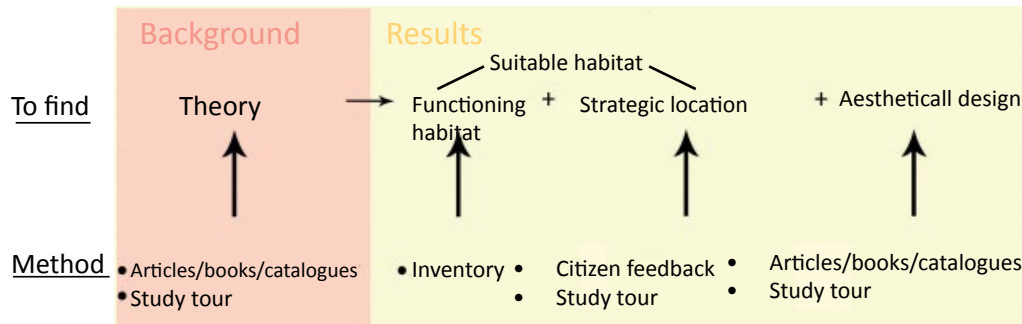 Background
Results
Suitable habitat
To find
Theory
Functioning
habitat
+
Strategic location
+ Aestheticall design
Method
• Articles/books/catalogues
• Study tour
• Inventory
• Citizen feedback
• Study tour
• Articles/books/catalogues
• Study tour